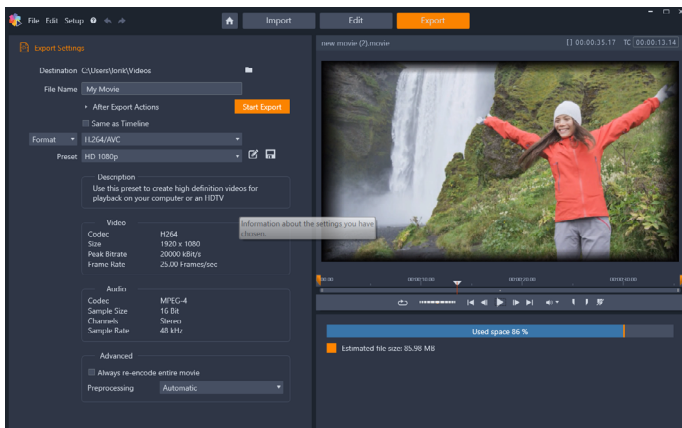 File Edit Setup
Import
Edit
Export
Export Settings
new movie (2).movie
[] 00:00:35.17 TC 00:00:13.14
Destination C:\Users\Jorik\Videos
File Name My Movie
After Export Actions
Start Export
Same as Timeline
Format H.264/AVC
Preset HD 1080p
Description
Use this preset to create high definition videos for
playback on your computer or an HDTV
Information about the settings you have
chosen
Video
Codec H264
Size 1920 x 1080
Peak Bitrate 20000 kBit/s
Frame Rate 25.00 Frames/sec
Audio
Codec MPEG-4
Sample Size 16 Bit
Channels Stereo
Sample Rate 48 kHz
Used space 86 %
Estimated file size: 85.98 MB
Advanced
Always re-encode entire movie
Preprocessing Automatic